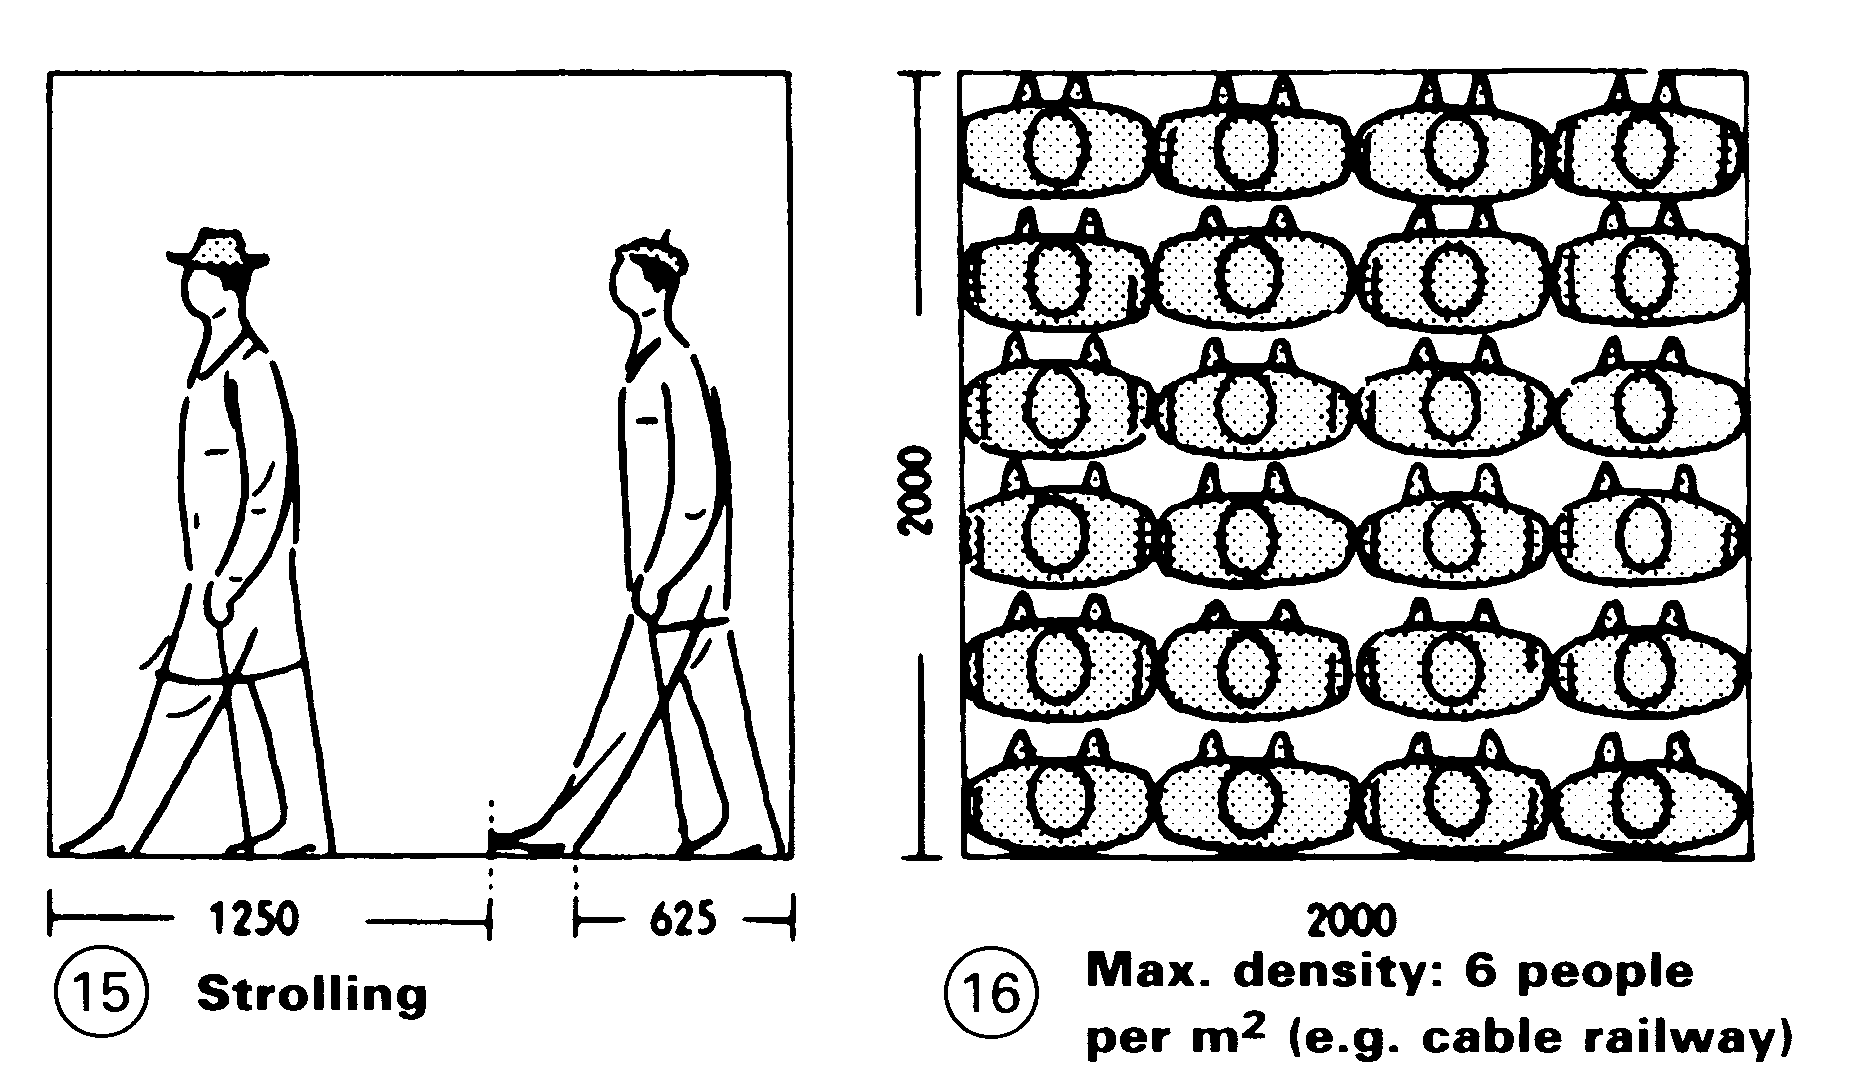 1250
625
15 Strolling
2000
2000
16 Max. density: 6 people
per m² (e.g. cable railway)